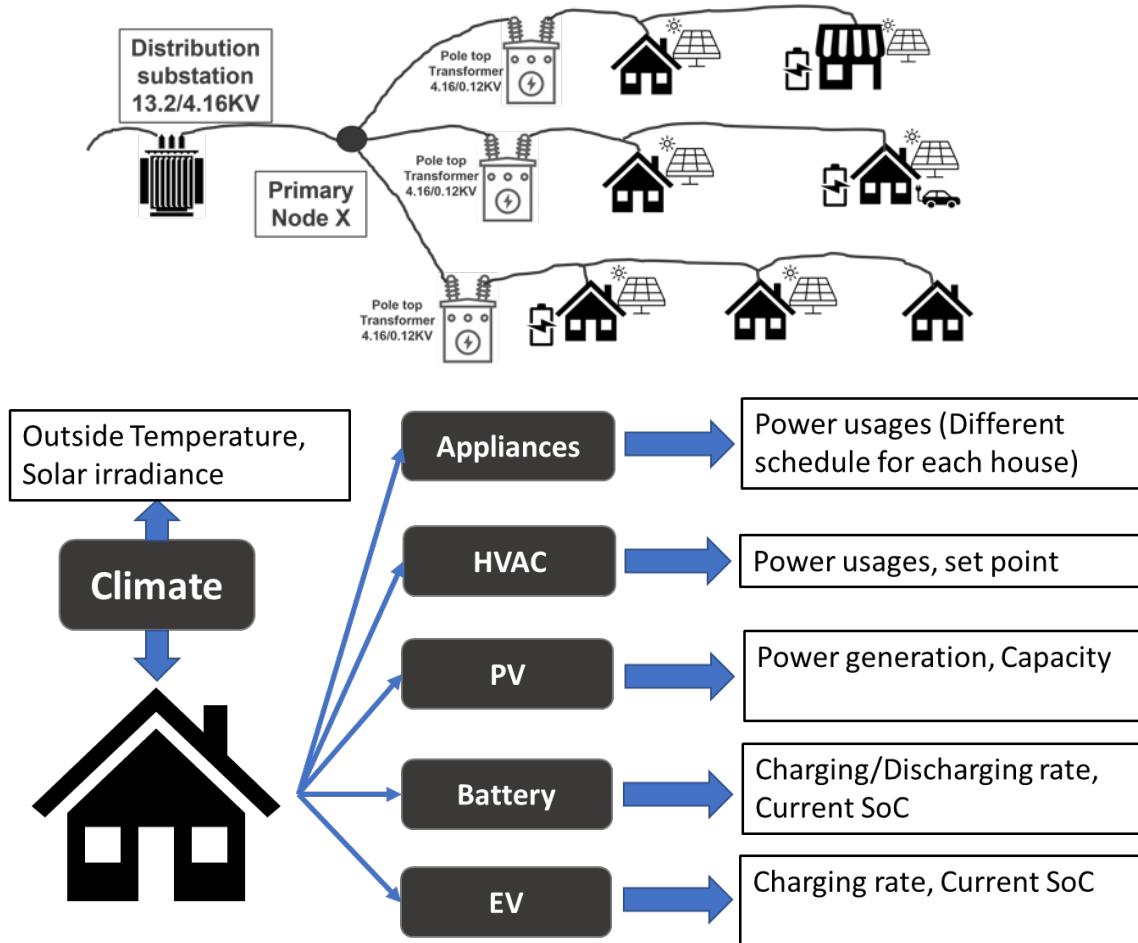 Distribution
substation
13.2/4.16KV
Pole top
Transformer
4.16/0.12KV
Pole top
Transformer
4.16/0.12KV
Primary
Node X
Pole top
Transformer
4.16/0.12KV
Outside Temperature,
Solar irradiance
Climate
Appliances
Power usages (Different
schedule for each house)
HVAC
Power usages, set point
PV
Power generation, Capacity
Battery
Charging/Discharging rate,
Current SoC
EV
Charging rate, Current SoC